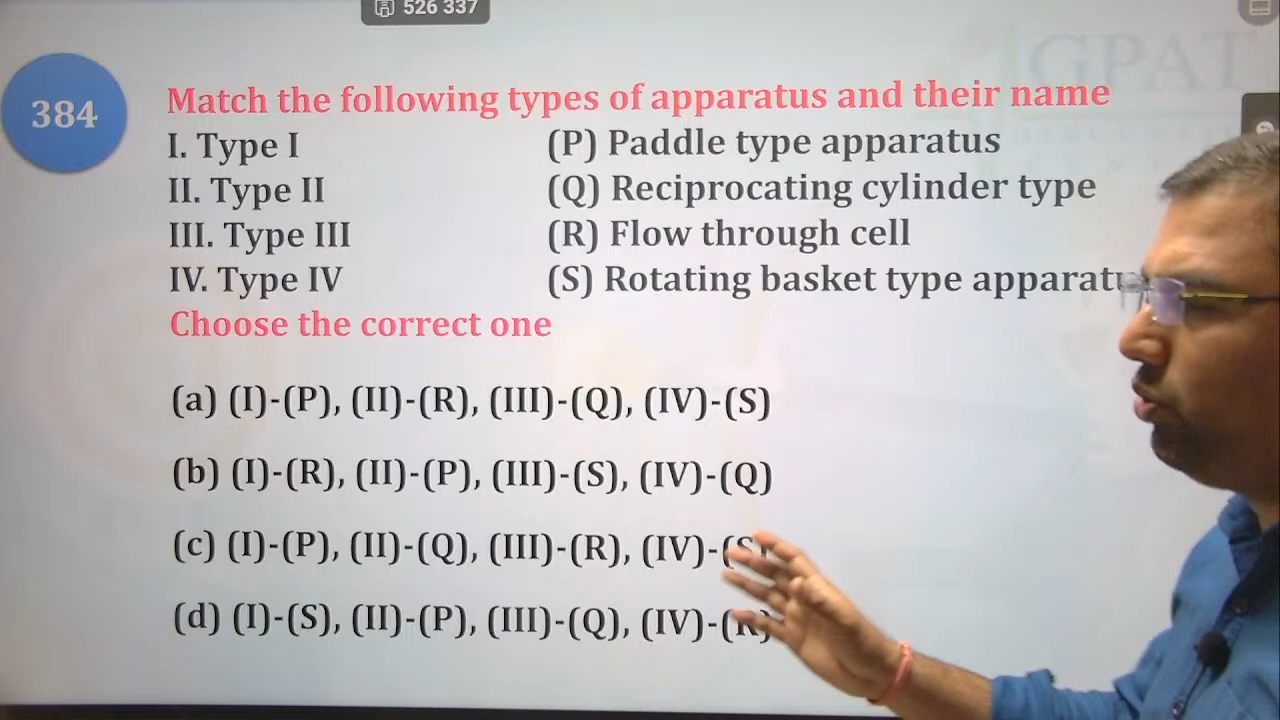 526 337
GPAT
384
Match the following types of apparatus and their name
I. Type I (P) Paddle type apparatus
II. Type II (Q) Reciprocating cylinder type
III. Type III (R) Flow through cell
IV. Type IV (S) Rotating basket type
Choose the correct one
(a) (I)-(P), (II)-(R), (III)-(Q), (IV)-(S)
(b) (I)-(R), (II)-(P), (III)-(S), (IV)-(Q)
(c) (I)-(P), (II)-(Q), (III)-(R), (IV)-(S)
(d) (I)-(S), (II)-(P), (III)-(Q), (IV)-(R)